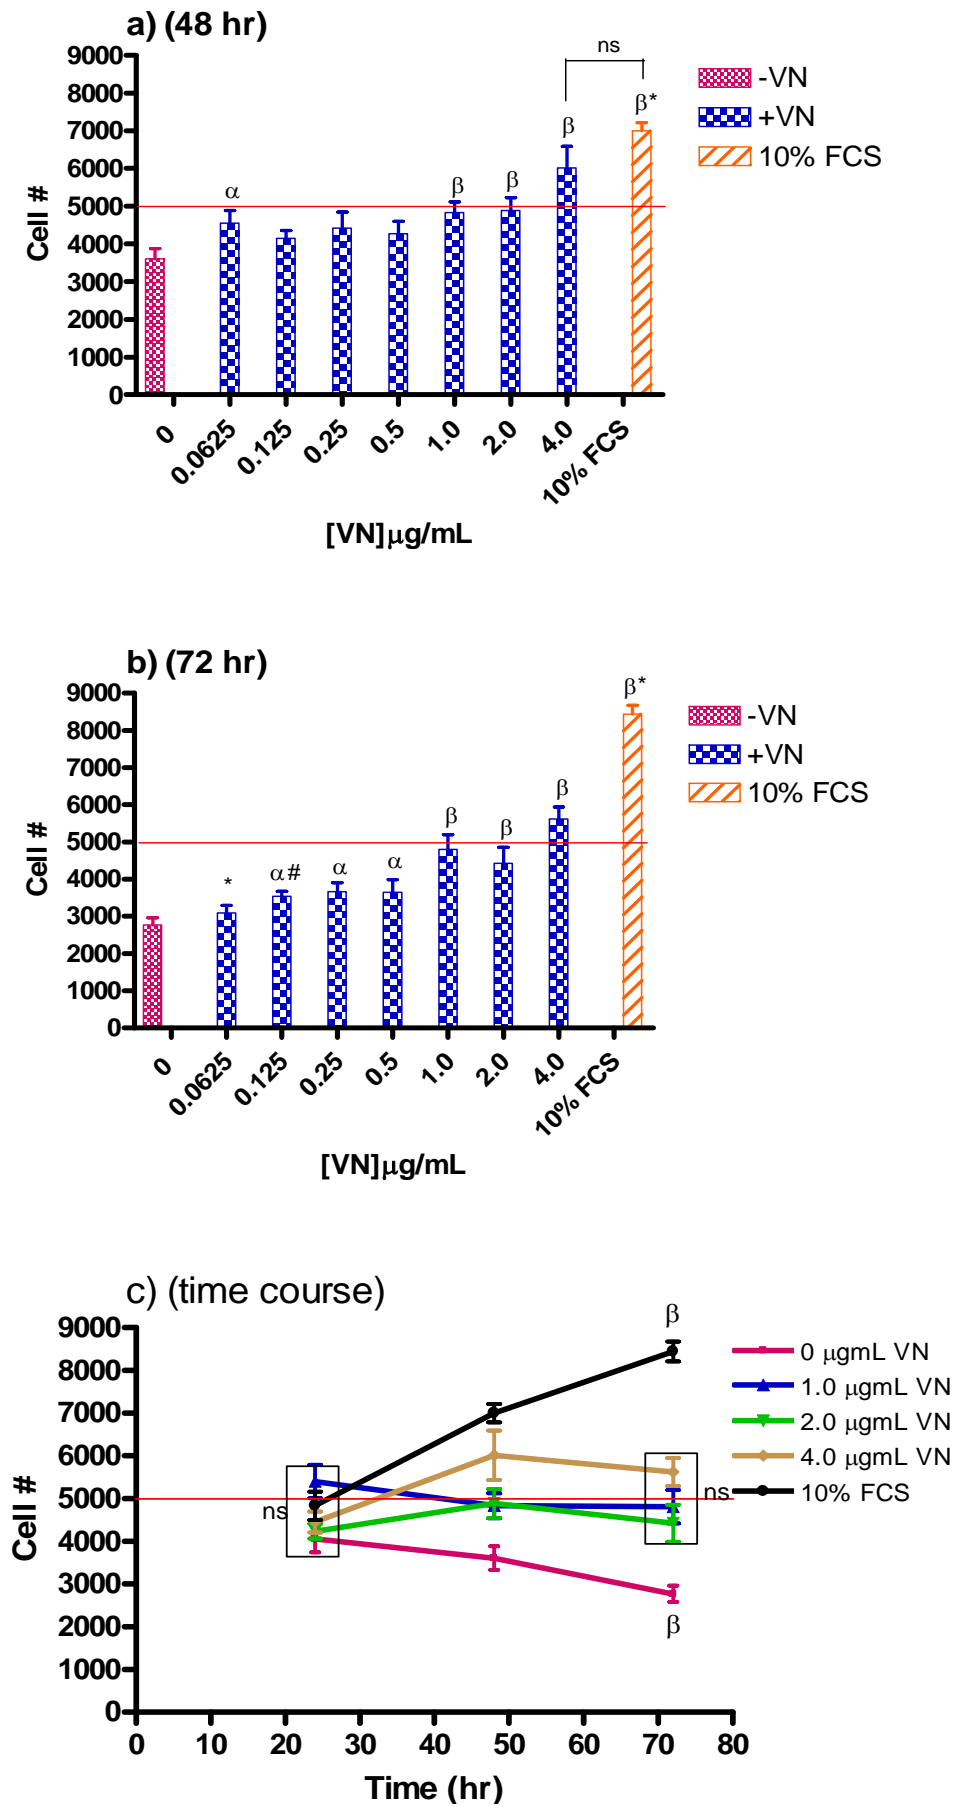 a) (48 hr)
ns
9000
8000
7000
6000
5000
4000
3000
2000
1000
0
Cell #
α
β
β
β
β*
-VN
+VN
10% FCS
0
0.0625
0.125
0.25
0.5
1.0
2.0
4.0
10% FCS
[VN]μg/mL
b) (72 hr)
9000
8000
7000
6000
5000
4000
3000
2000
1000
0
Cell #
*
α#
α
α
β
β
β
β*
-VN
+VN
10% FCS
0
0.0625
0.125
0.25
0.5
1.0
2.0
4.0
10% FCS
[VN]μg/mL
c) (time course)
9000
8000
7000
6000
5000
4000
3000
2000
1000
0
Cell #
ns
β
ns
β
0 μgmL VN
1.0 μgmL VN
2.0 μgmL VN
4.0 μgmL VN
10% FCS
0 10 20 30 40 50 60 70 80
Time (hr)